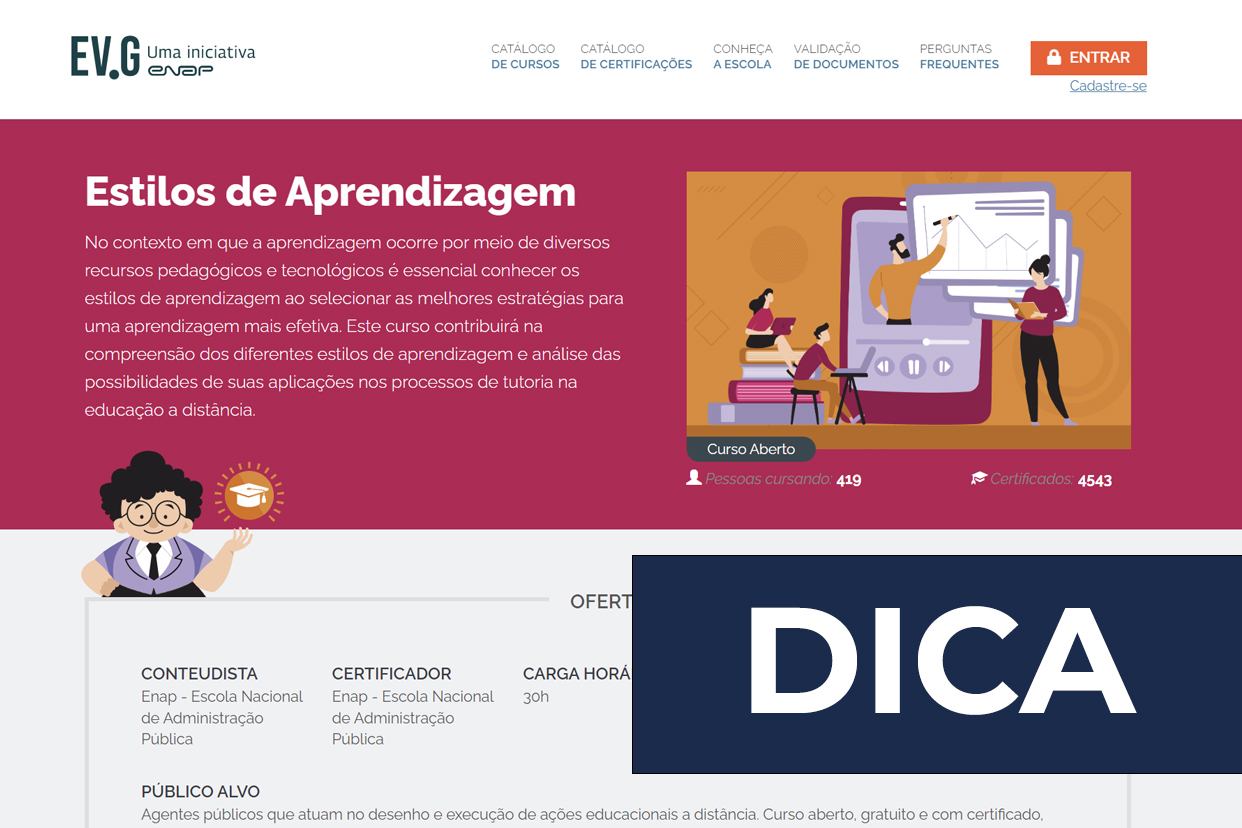 EV.G Uma iniciativa
enap
CATÁLOGO
DE CURSOS
CATÁLOGO
DE CERTIFICAÇÕES
CONHEÇA
A ESCOLA
VALIDAÇÃO
DE DOCUMENTOS
PERGUNTAS
FREQUENTES
ENTRAR
Cadastre-se
Estilos de Aprendizagem
No contexto em que a aprendizagem ocorre por meio de diversos
recursos pedagógicos e tecnológicos é essencial conhecer os
estilos de aprendizagem ao selecionar as melhores estratégias para
uma aprendizagem mais efetiva. Este curso contribuirá na
compreensão dos diferentes estilos de aprendizagem e análise das
possibilidades de suas aplicações nos processos de tutoria na
educação a distância.
Curso Aberto
Pessoas cursando: 419
Certificados: 4543
OFERT
DICA
CONTEUDISTA
Enap - Escola Nacional
de Administração
Pública
CERTIFICADOR
Enap - Escola Nacional
de Administração
Pública
CARGA HORÁ
30h
PÚBLICO ALVO
Agentes públicos que atuam no desenho e execução de ações educacionais a distância. Curso aberto, gratuito e com certificado,